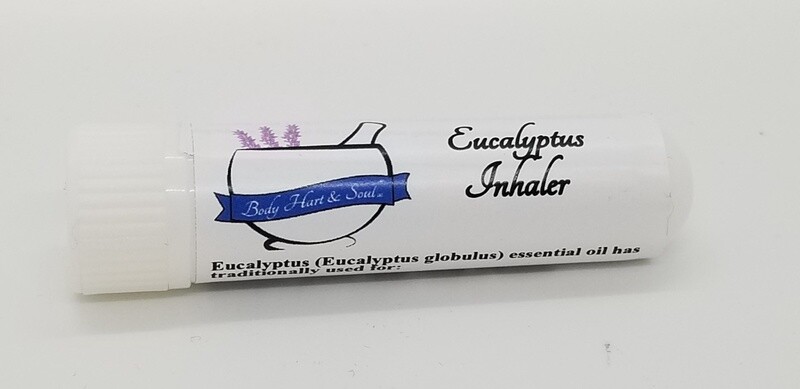 Eucalyptus
Inhaler
Body Hart & Soul
Eucalyptus (Eucalyptus globulus) essential oil has
traditionally used for: